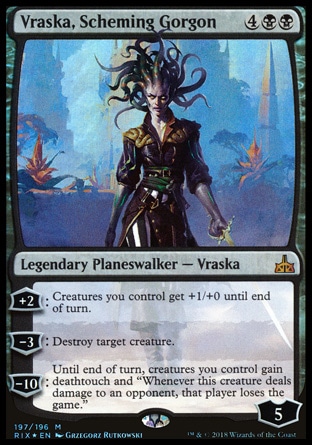 Vraska, Scheming Gorgon 4
Legendary Planeswalker — Vraska
+2: Creatures you control get +1/+0 until end
of turn.
-3: Destroy target creature.
Until end of turn, creatures you control gain
-10: deathtouch and “Whenever this creature deals
damage to an opponent, that player loses the
game.”
5
197/196 M
RIX★EN Grzegorz Rutkowski
™ & © 2018 Wizards of the Coast